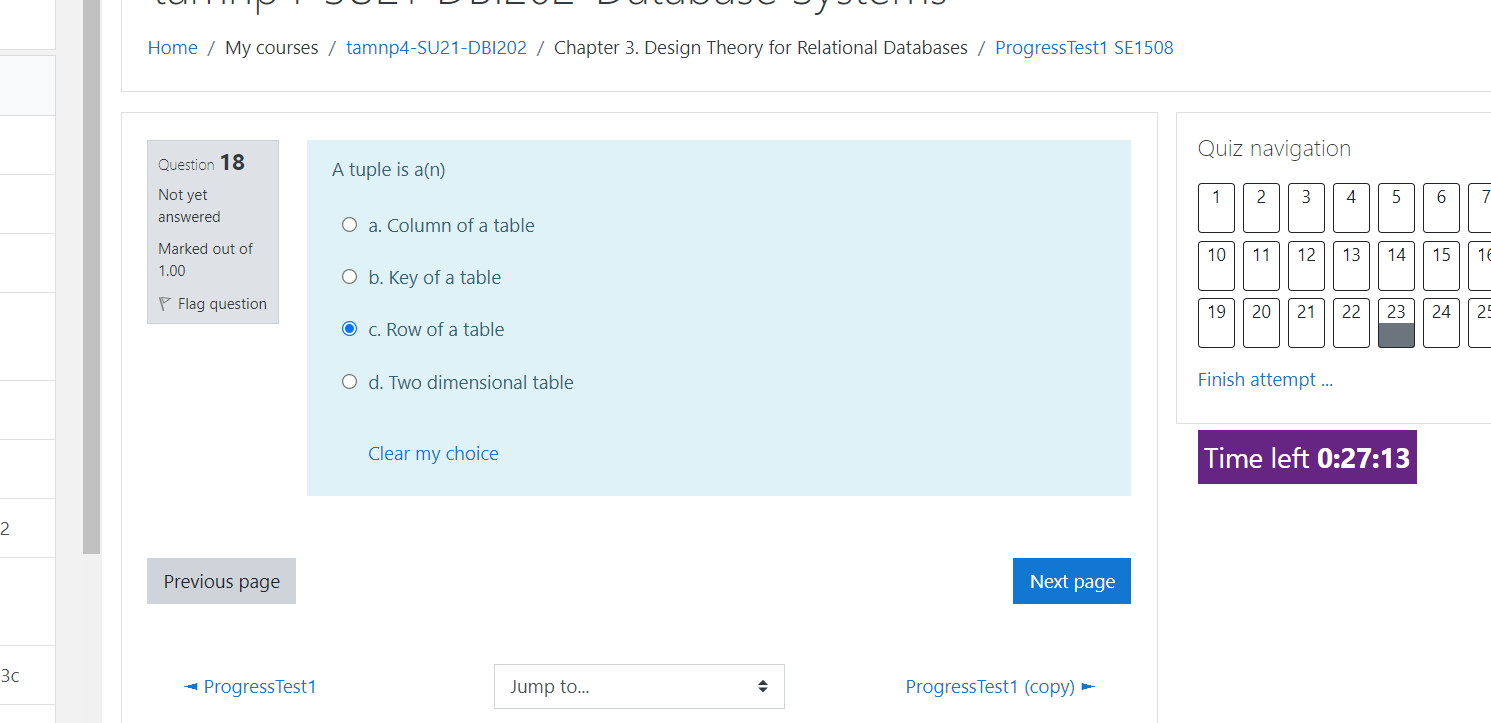 Home / My courses / tamnp4-SU21-DBI202 / Chapter 3. Design Theory for Relational Databases / ProgressTest1 SE1508
Question 18
Not yet
answered
Marked out of
1.00
Flag question
A tuple is a(n)
a. Column of a table
b. Key of a table
c. Row of a table
d. Two dimensional table
Clear my choice
Previous page
Next page
◄ ProgressTest1
Jump to...
ProgressTest1 (copy) ►
Quiz navigation
1 2 3 4 5 6 7
10 11 12 13 14 15
19 20 21 22 23 24
Finish attempt ...
Time left 0:27:13
2
3c